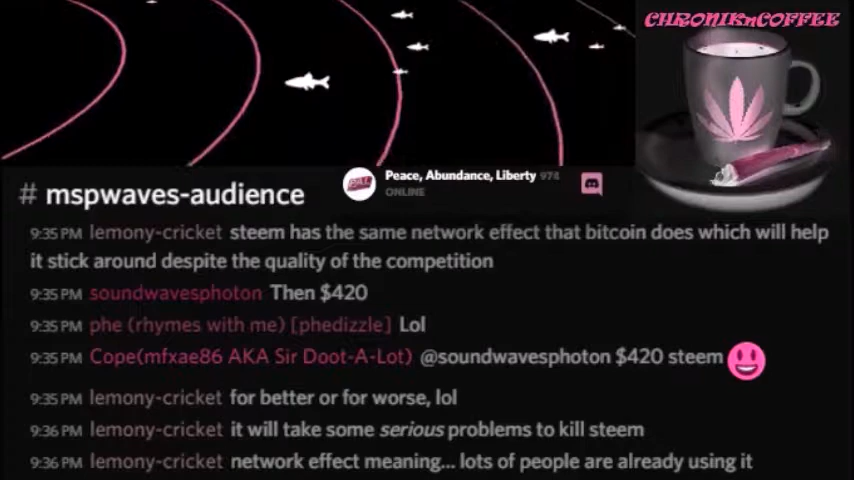 CHRONIKnCOFFEE
Peace, Abundance, Liberty 974
ONLINE
# mspwaves-audience
9:35 PM lemony-cricket steem has the same network effect that bitcoin does which will help
it stick around despite the quality of the competition
9:35 PM soundwavesphoton Then $420
9:35 PM phe (rhymes with me) [phedizzle] Lol
9:35 PM Cope(mfxae86 AKA Sir Doot-A-Lot) @soundwavesphoton $420 steem
9:35 PM lemony-cricket for better or for worse, lol
9:36 PM lemony-cricket it will take some serious problems to kill steem
9:36 PM lemony-cricket network effect meaning... lots of people are already using it